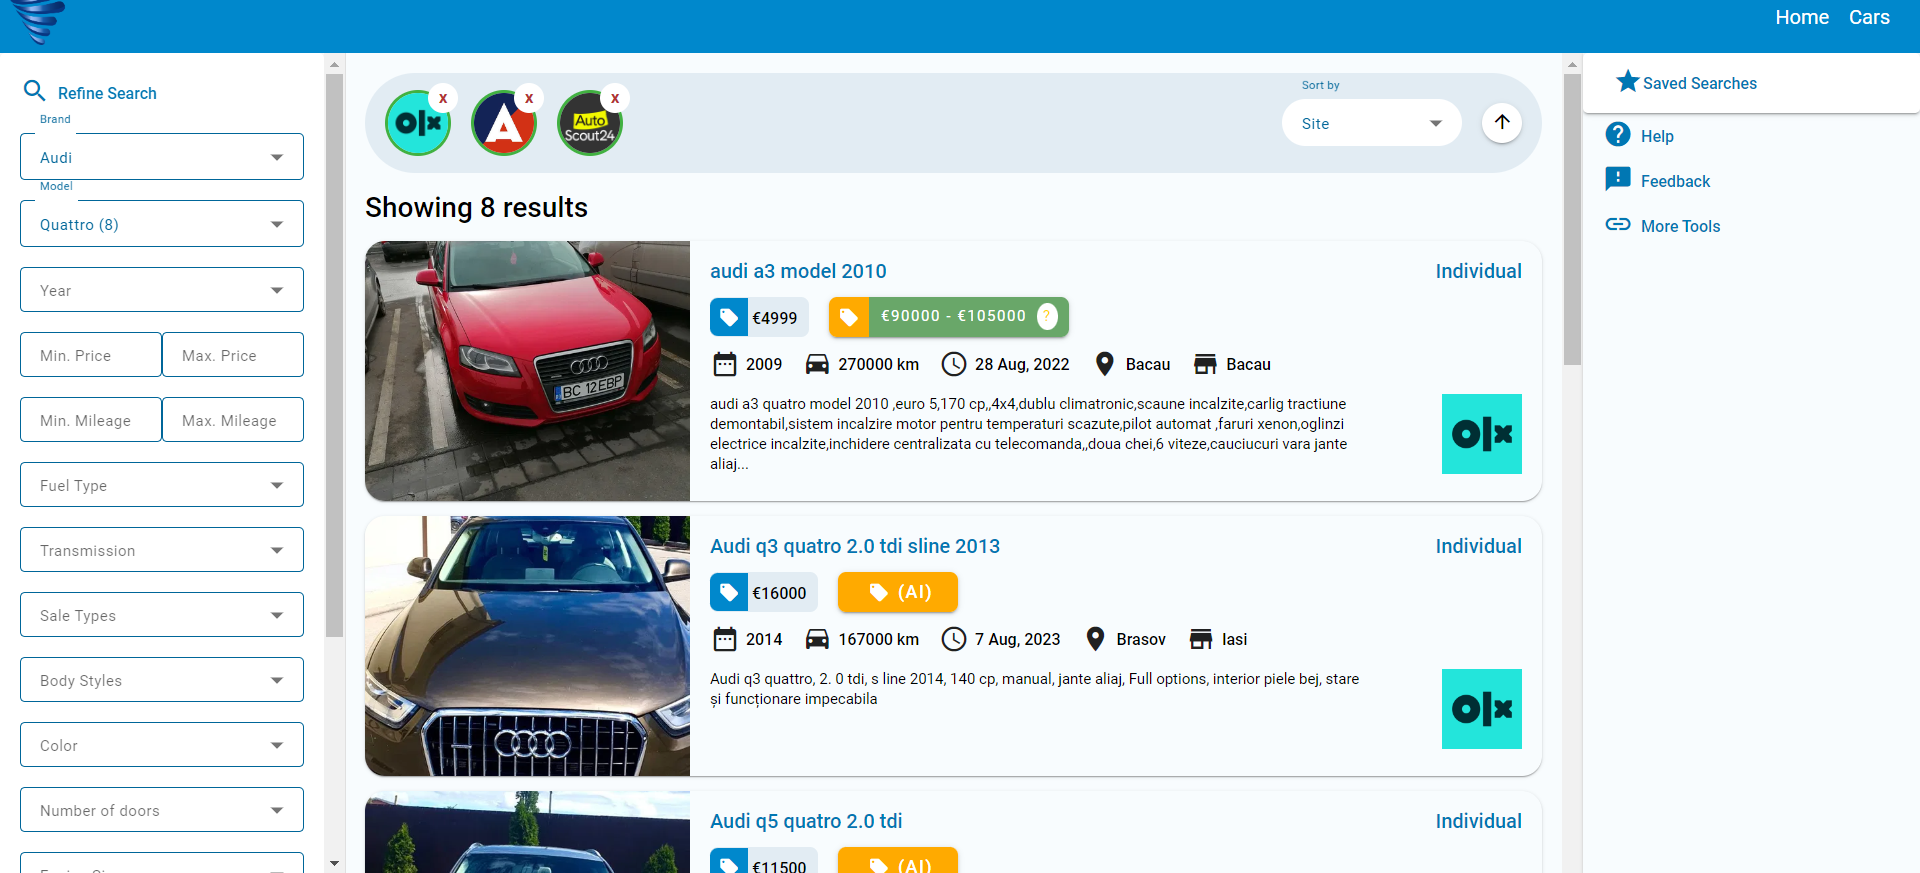 Home Cars
Refine Search
Brand
Audi
Model
Quattro (8)
Year
Min. Price Max. Price
Min. Mileage Max. Mileage
Fuel Type
Transmission
Sale Types
Body Styles
Color
Number of doors
olx x
A x
Auto
Scout24 x
Sort by
Site
Showing 8 results
audi a3 model 2010 Individual
€4999 €90000 - €105000 ?
2009 270000 km 28 Aug, 2022 Bacau Bacau
audi a3 quatro model 2010 ,euro 5,170 cp,,4x4,dublu climatronic,scaune incalzite,carlig tractiune
demontabil,sistem incalzire motor pentru temperaturi scazute,pilot automat ,faruri xenon,oglinzi
electrice incalzite,inchidere centralizata cu telecomanda,,doua chei,6 viteze,cauciucuri vara jante
aliaj...
olx
BC 12 EBP
Audi q3 quatro 2.0 tdi sline 2013 Individual
€16000 (AI)
2014 167000 km 7 Aug, 2023 Brasov Iasi
Audi q3 quattro, 2. 0 tdi, s line 2014, 140 cp, manual, jante aliaj, Full options, interior piele bej, stare
și funcționare impecabila
olx
Audi q5 quatro 2.0 tdi Individual
€11500 (AI)
Saved Searches
Help
Feedback
More Tools